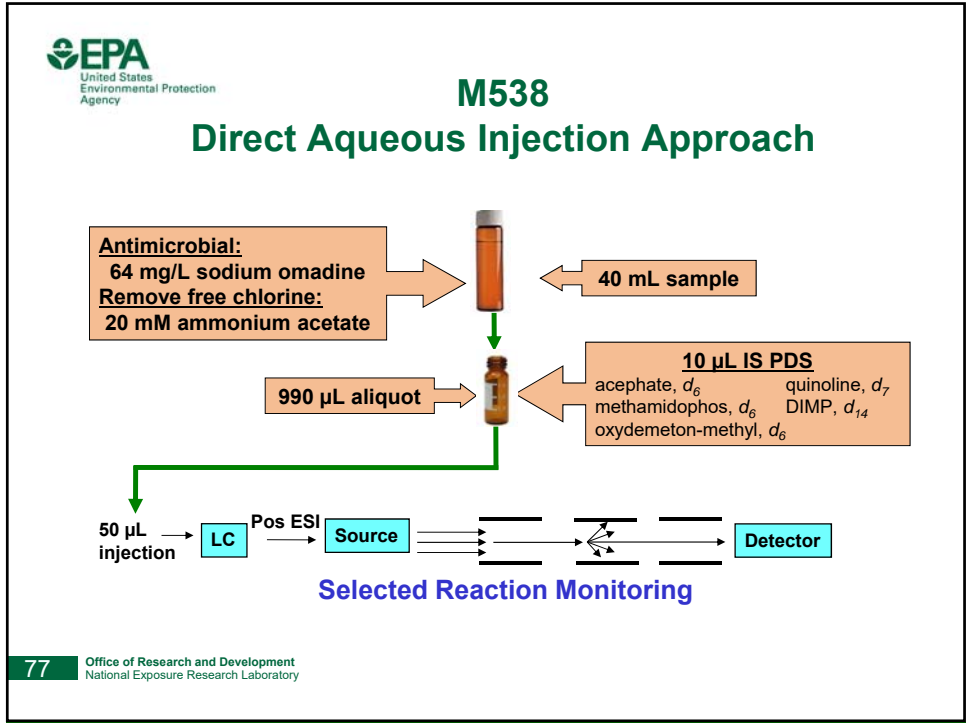 EPA
United States
Environmental Protection
Agency
M538
Direct Aqueous Injection Approach
Antimicrobial:
64 mg/L sodium omadine
Remove free chlorine:
20 mM ammonium acetate
40 mL sample
990 µL aliquot
10 µL IS PDS
acephate, d6 quinoline, d7
methamidophos, d6 DIMP, d14
oxydemeton-methyl, d6
50 µL
injection
LC
Pos ESI
Source
Detector
Selected Reaction Monitoring
77
Office of Research and Development
National Exposure Research Laboratory